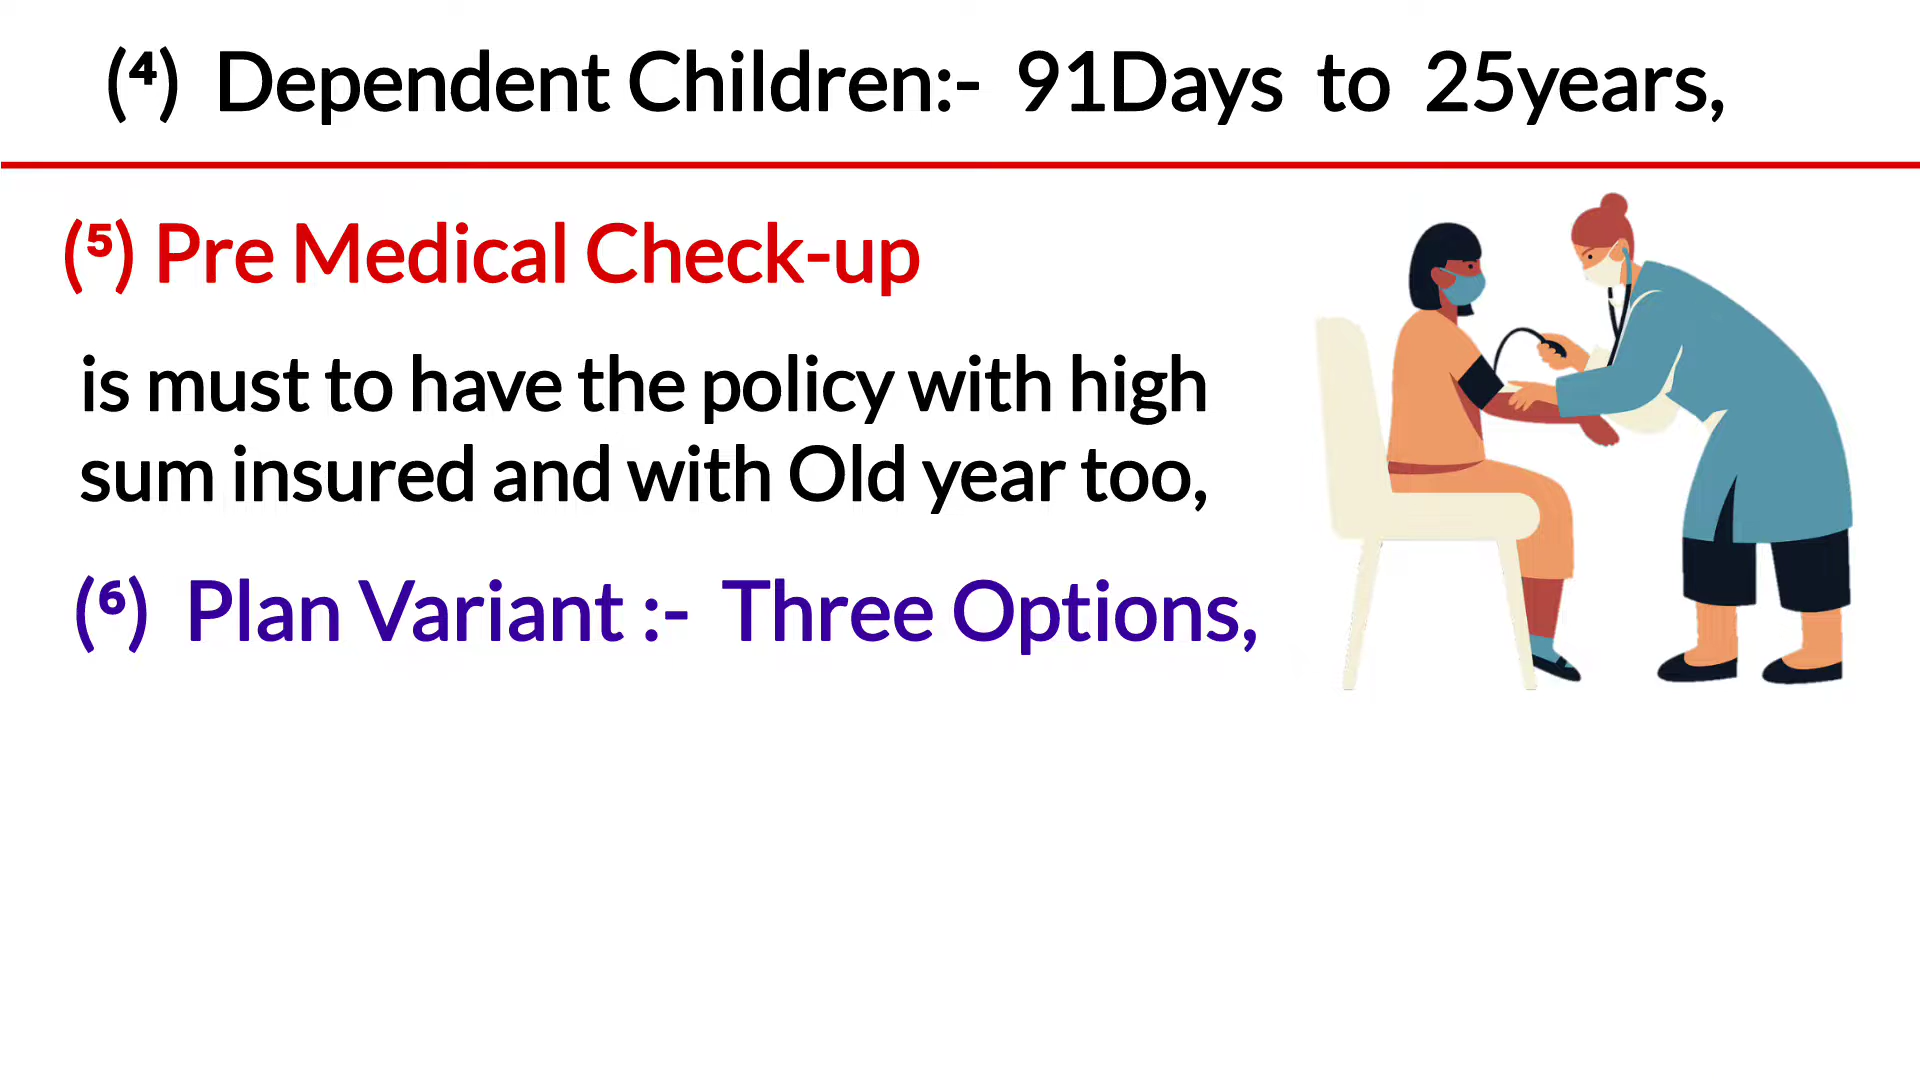 (⁴) Dependent Children:- 91Days to 25years,
(⁵) Pre Medical Check-up
is must to have the policy with high
sum insured and with Old year too,
(⁶) Plan Variant :- Three Options,